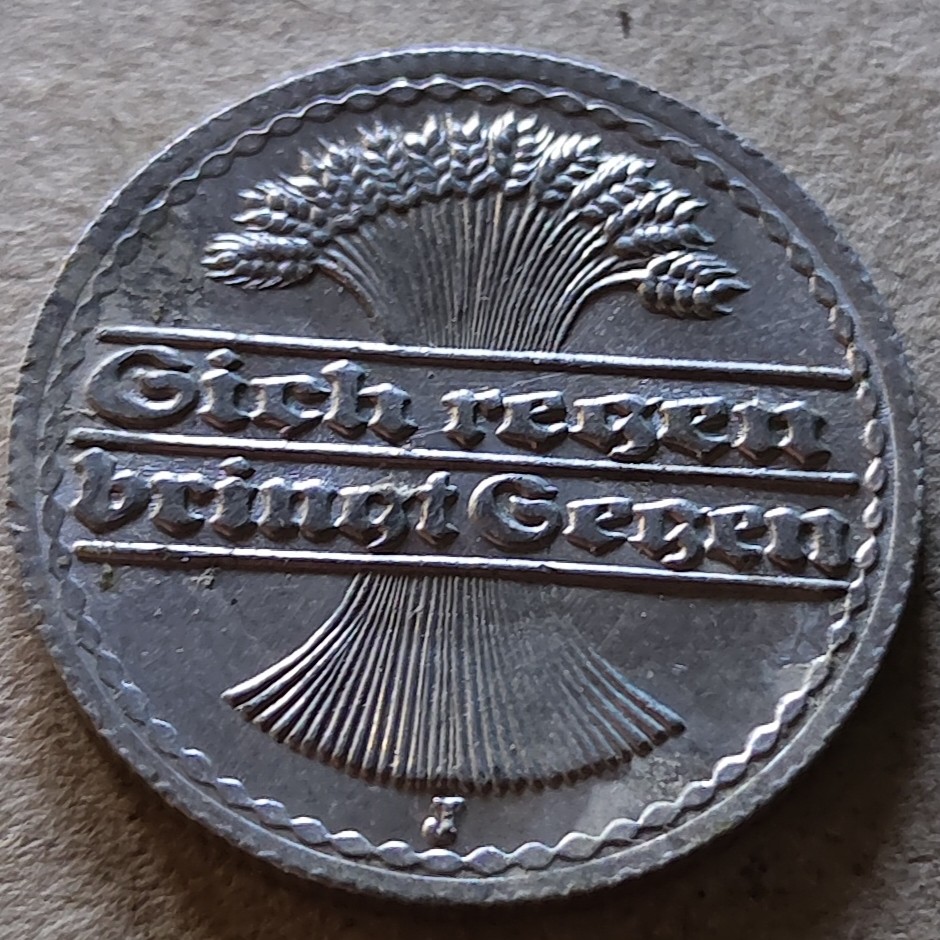 Sich regen
bringt Segen
J